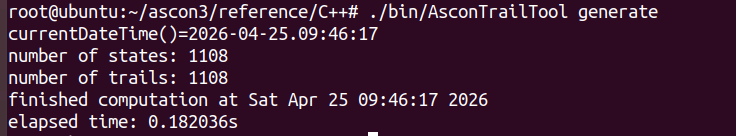 root@ubuntu:~/ascon3/reference/C++# ./bin/AsconTrailTool generate
currentDateTime()=2026-04-25.09:46:17
number of states: 1108
number of trails: 1108
finished computation at Sat Apr 25 09:46:17 2026
elapsed time: 0.182036s